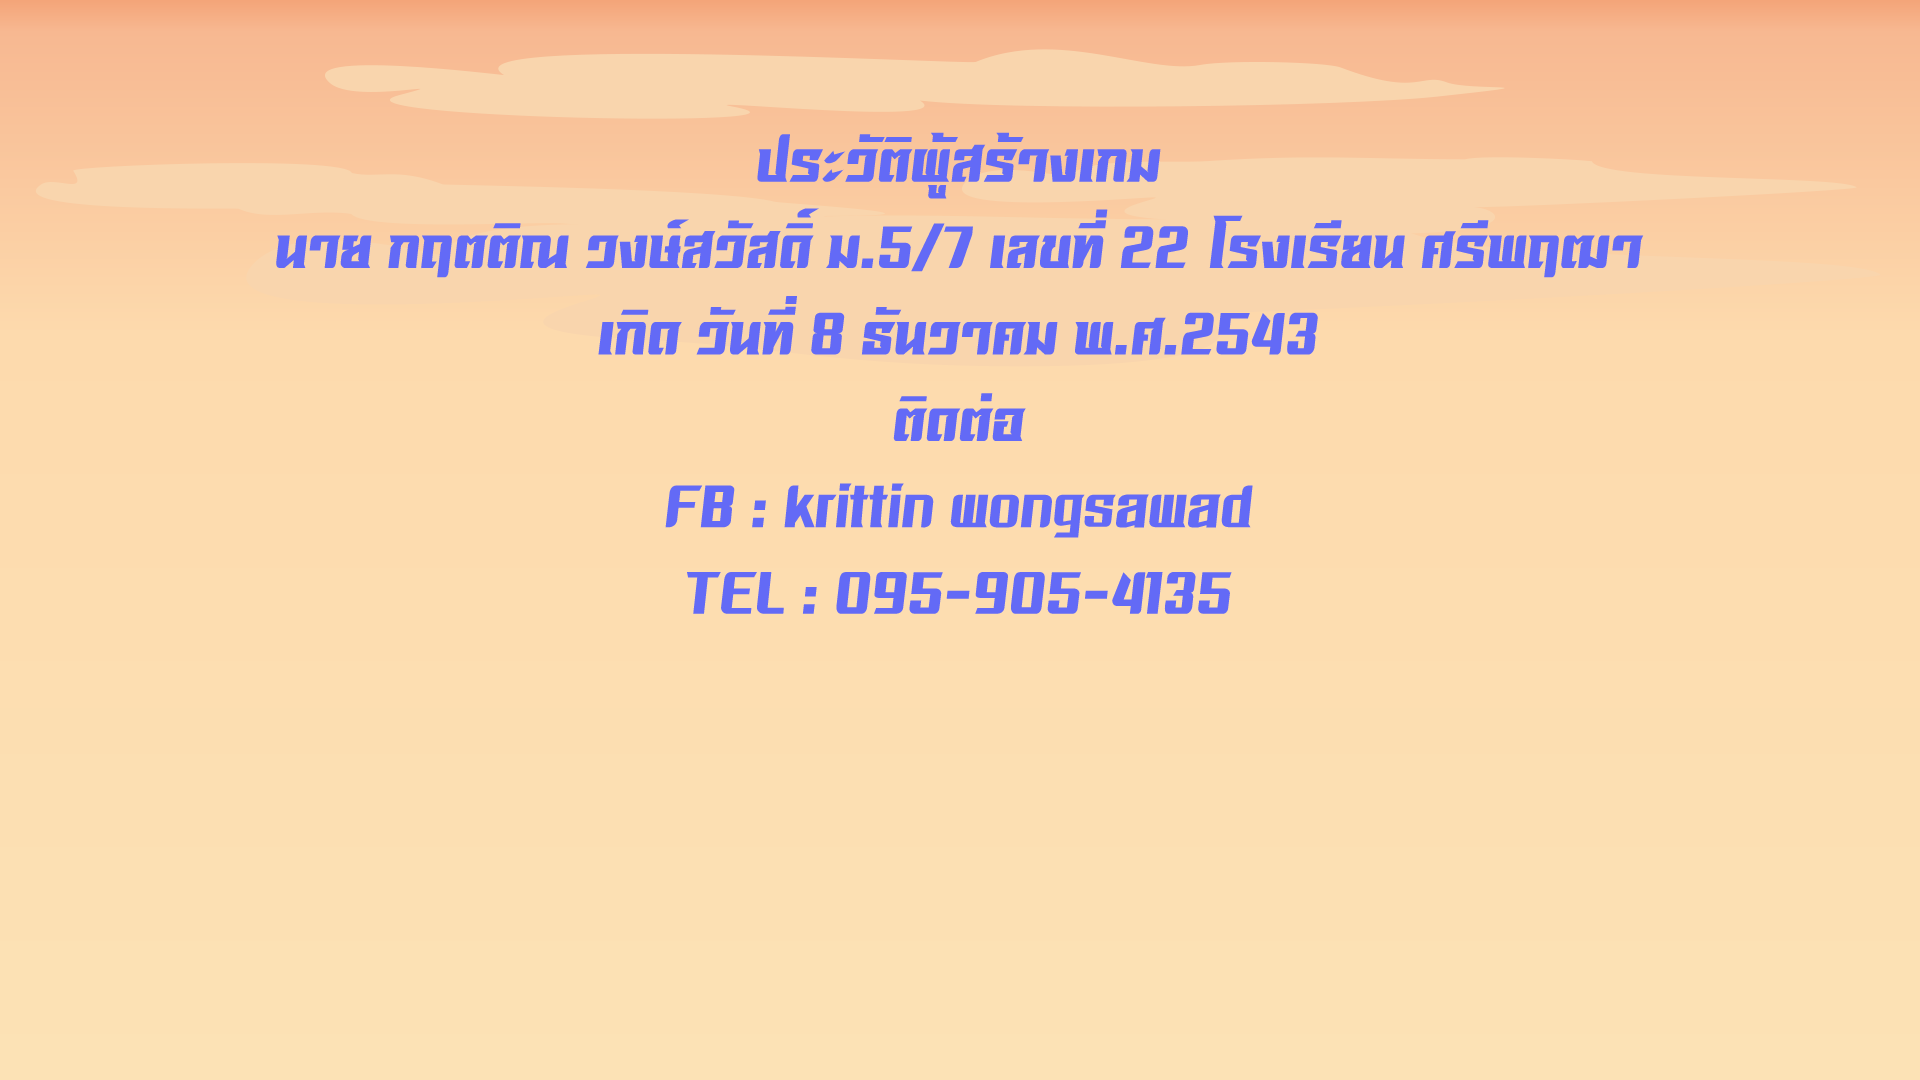 ประวัติผู้สร้างเกม
นาย กฤตติณ วงษ์สวัสดิ์ ม.5/7 เลขที่ 22 โรงเรียน ศรีพฤฒา
เกิด วันที่ 8 ธันวาคม พ.ศ.2543
ติดต่อ
FB : krittin wongsawad
TEL : 095-905-4135